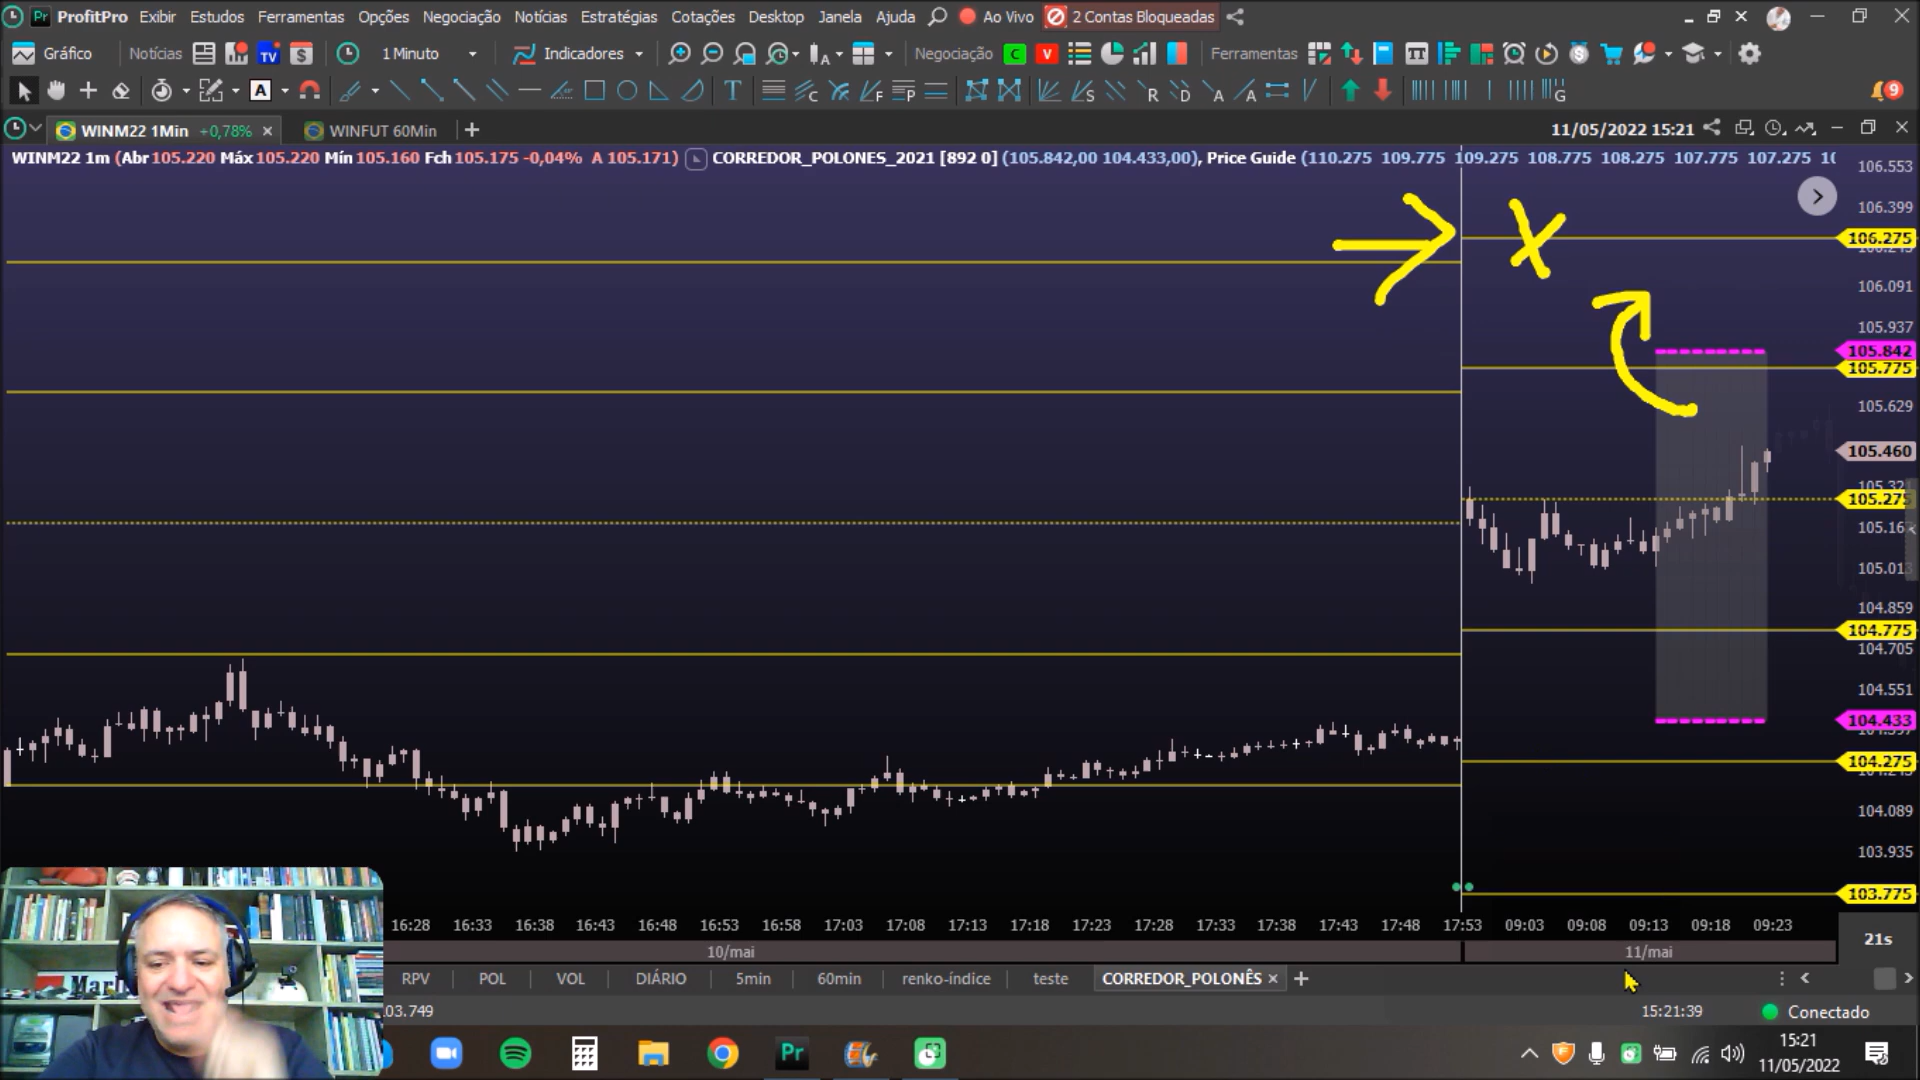 ProfitPro Exibir Estudos Ferramentas Opções Negociação Notícias Estratégias Cotações Desktop Janela Ajuda Ao Vivo 2 Contas Bloqueadas
Gráfico Notícias TV 1 Minuto Indicadores Negociação C V Ferramentas
9
WINM22 1Min +0,78% × WINFUT 60Min + 11/05/2022 15:21
WINM22 1m (Abr 105.220 Máx 105.220 Mín 105.160 Fch 105.175 -0,04% A 105.171) CORREDOR_POLONES_2021 [892 0] (105.842,00 104.433,00), Price Guide (110.275 109.775 109.275 108.775 108.275 107.775 107.275
106.553
106.399
X
106.275
106.091
105.937
105.842
105.775
105.629
105.460
105.275
105.013
104.859
104.775
104.705
104.551
104.433
104.275
104.089
103.935
103.775
16:28 16:33 16:38 16:43 16:48 16:53 16:58 17:03 17:08 17:13 17:18 17:23 17:28 17:33 17:38 17:43 17:48 17:53 09:03 09:08 09:13 09:18 09:23
21s
10/mai 11/mai
RPV POL VOL DIÁRIO 5min 60min renko-índice teste CORREDOR_POLONÊS × +
03.749 15:21:39 Conectado
Pr
15:21
11/05/2022